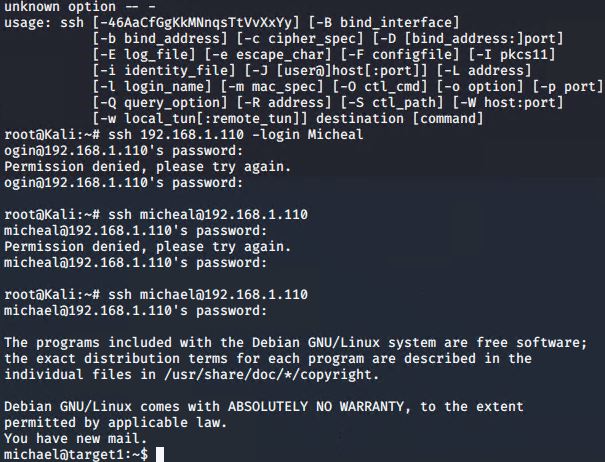 unknown option -- -
usage: ssh [-46AaCfGgKkMNnqsTtVvXxYy] [-B bind_interface]
[-b bind_address] [-c cipher_spec] [-D [bind_address:]port]
[-E log_file] [-e escape_char] [-F configfile] [-I pkcs11]
[-i identity_file] [-J [user@]host[:port]] [-L address]
[-l login_name] [-m mac_spec] [-O ctl_cmd] [-o option] [-p port]
[-Q query_option] [-R address] [-S ctl_path] [-W host:port]
[-w local_tun[:remote_tun]] destination [command]
root@Kali:~# ssh 192.168.1.110 -login Micheal
ogin@192.168.1.110's password:
Permission denied, please try again.
ogin@192.168.1.110's password:
root@Kali:~# ssh micheal@192.168.1.110
micheal@192.168.1.110's password:
Permission denied, please try again.
micheal@192.168.1.110's password:
root@Kali:~# ssh michael@192.168.1.110
michael@192.168.1.110's password:
The programs included with the Debian GNU/Linux system are free software;
the exact distribution terms for each program are described in the
individual files in /usr/share/doc/*/copyright.
Debian GNU/Linux comes with ABSOLUTELY NO WARRANTY, to the extent
permitted by applicable law.
You have new mail.
michael@target1:~$